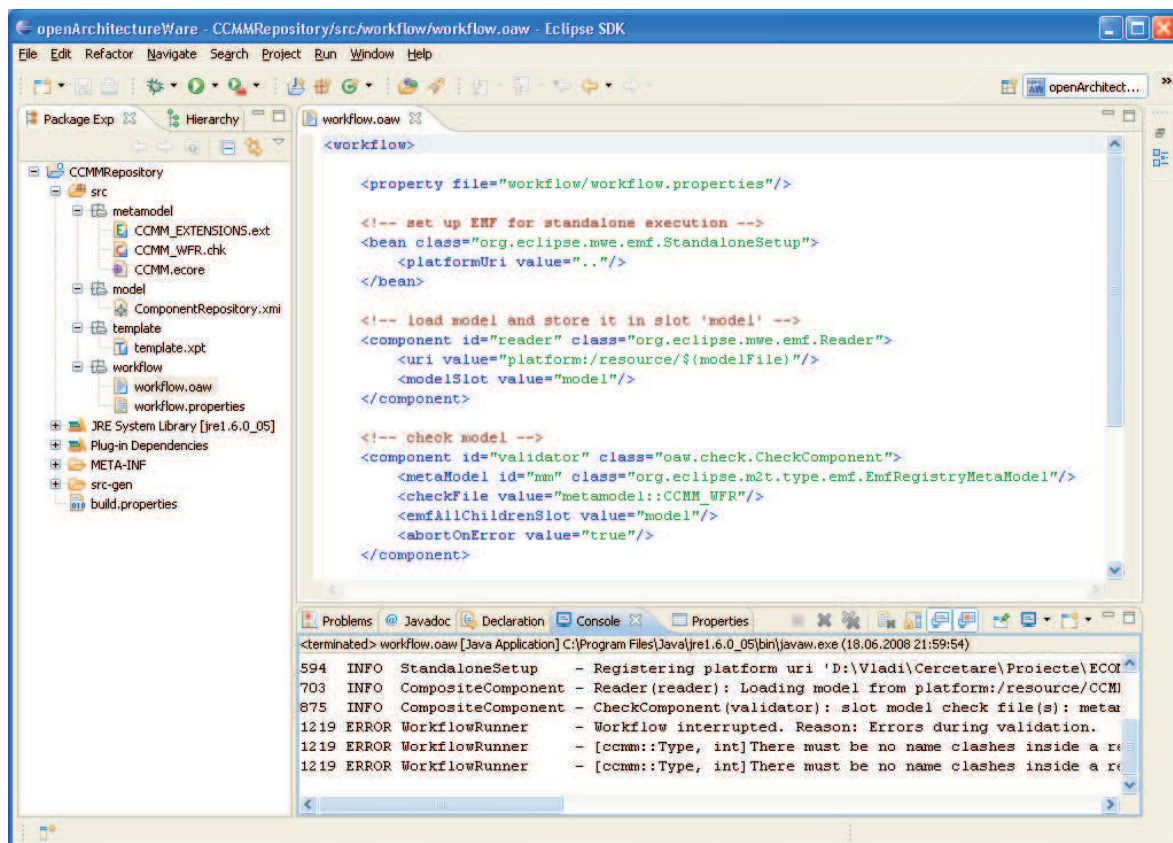 openArchitectureWare - CCMMRepository/src/workflow/workflow.oaw - Eclipse SDK
File Edit Refactor Navigate Search Project Run Window Help
openArchitect...
Package Exp
Hierarchy
CCMMRepository
src
metamodel
CCMM_EXTENSIONS.ext
CCMM_WFR.chk
CCMM.ecore
model
ComponentRepository.xmi
template
template.xpt
workflow
workflow.oaw
workflow.properties
JRE System Library [jre1.6.0_05]
Plug-in Dependencies
META-INF
src-gen
build.properties
workflow.oaw
<workflow>
<property file="workflow/workflow.properties"/>
<!-- set up EMF for standalone execution -->
<bean class="org.eclipse.mwe.emf.StandaloneSetup">
<platformUri value=".."/>
</bean>
<!-- load model and store it in slot 'model' -->
<component id="reader" class="org.eclipse.mwe.emf.Reader">
<uri value="platform:/resource/${modelFile}"/>
<modelSlot value="model"/>
</component>
<!-- check model -->
<component id="validator" class="oaw.check.CheckComponent">
<metaModel id="mm" class="org.eclipse.m2t.type.emf.EmfRegistryMetaModel"/>
<checkFile value="metamodel::CCMM_WFR"/>
<emfAllChildrenSlot value="model"/>
<abortOnError value="true"/>
</component>
Problems @ Javadoc Declaration Console Properties
<terminated> workflow.oaw [Java Application] C:\Program Files\Java\jre1.6.0_05\bin\javaw.exe (18.06.2008 21:59:54)
594 INFO StandaloneSetup - Registering platform uri 'D:\Vladi\Cercetare\Proiecte\ECOM
703 INFO CompositeComponent - Reader(reader): Loading model from platform:/resource/CCMM
875 INFO CompositeComponent - CheckComponent(validator): slot model check file(s): metam
1219 ERROR WorkflowRunner - Workflow interrupted. Reason: Errors during validation.
1219 ERROR WorkflowRunner - [ccmm::Type, int]There must be no name clashes inside a re
1219 ERROR WorkflowRunner - [ccmm::Type, int]There must be no name clashes inside a re